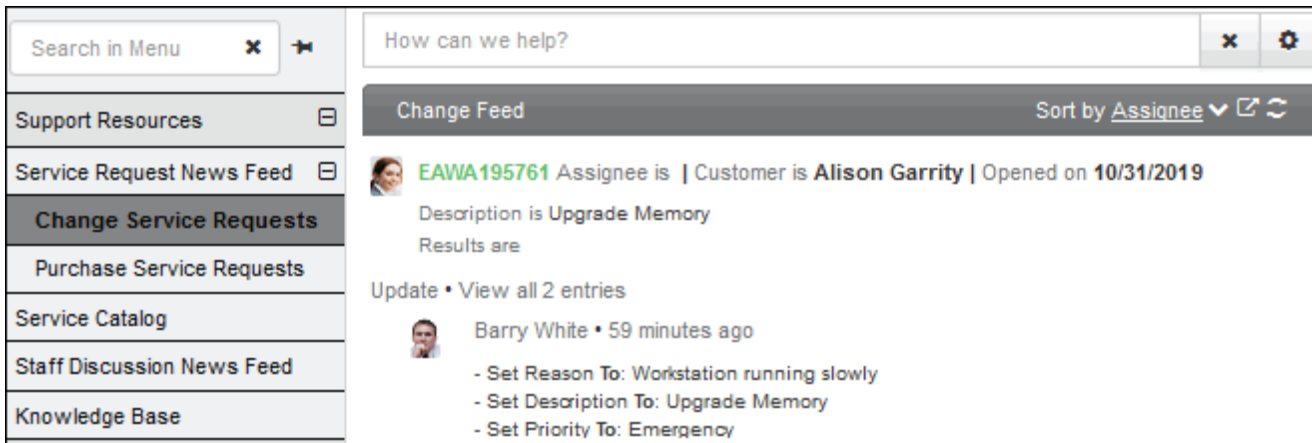 Search in Menu
Support Resources
Service Request News Feed
Change Service Requests
Purchase Service Requests
Service Catalog
Staff Discussion News Feed
Knowledge Base
How can we help?
Change Feed Sort by Assignee
EAWA195761 Assignee is | Customer is Alison Garrity | Opened on 10/31/2019
Description is Upgrade Memory
Results are
Update • View all 2 entries
Barry White • 59 minutes ago
- Set Reason To: Workstation running slowly
- Set Description To: Upgrade Memory
- Set Priority To: Emergency